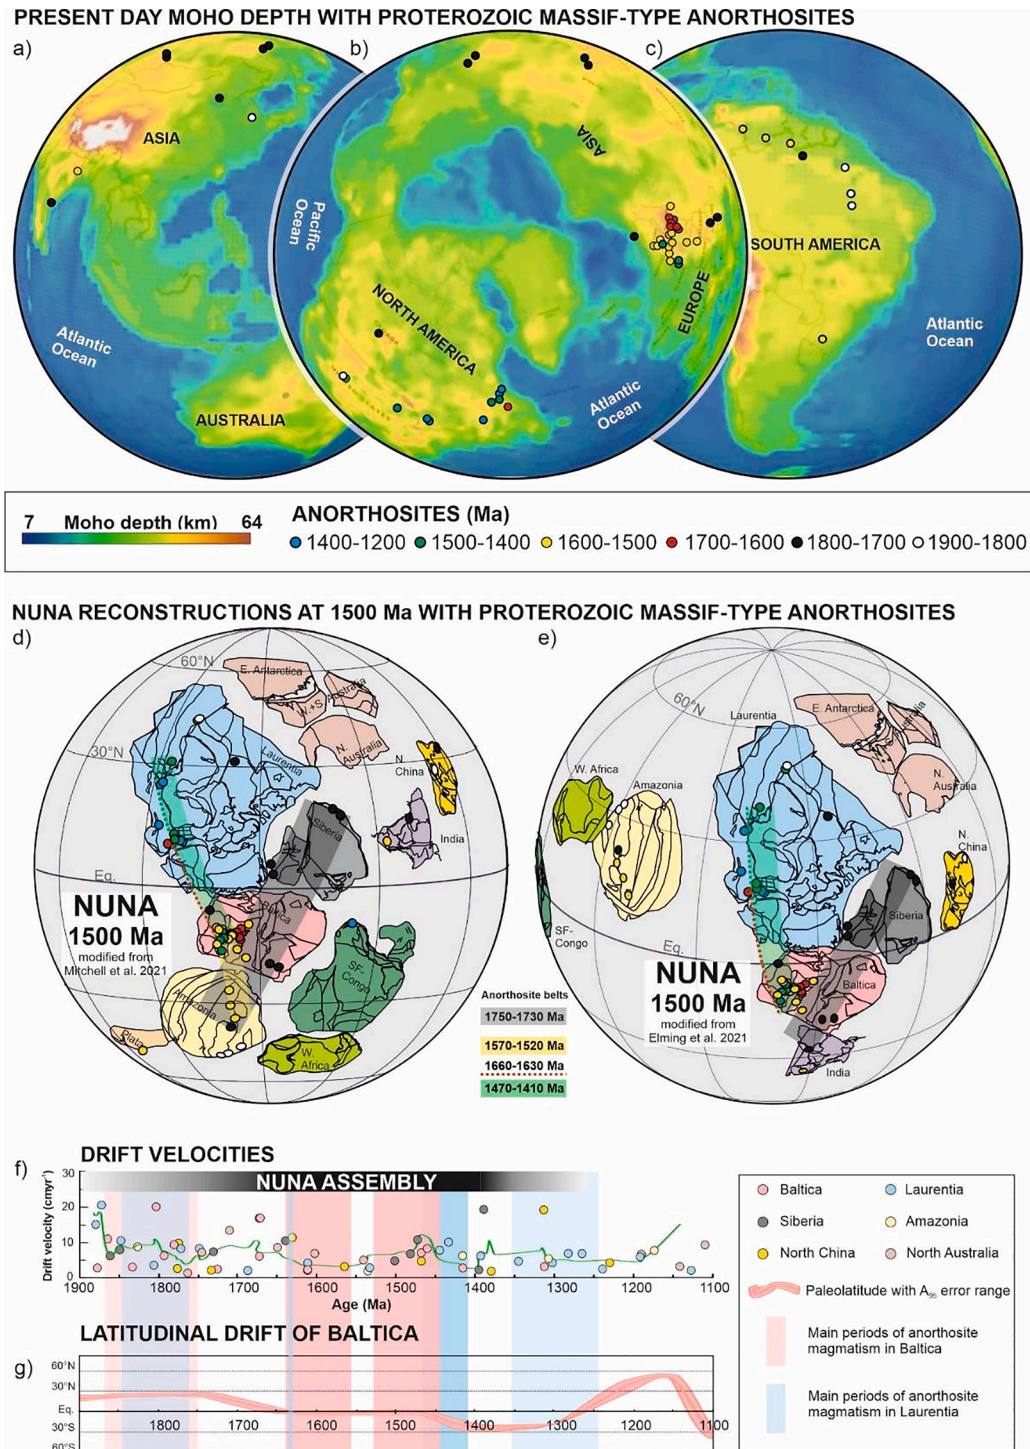 PRESENT DAY MOHO DEPTH WITH PROTEROZOIC MASSIF-TYPE ANORTHOSITES
a)
b)
c)
ASIA
ASIA
Pacific
Ocean
NORTH AMERICA
EUROPE
SOUTH AMERICA
Atlantic
Ocean
AUSTRALIA
Atlantic
Ocean
Atlantic
Ocean
7 Moho depth (km) 64
ANORTHOSITES (Ma)
1400-1200 1500-1400 1600-1500 1700-1600 1800-1700 1900-1800
NUNA RECONSTRUCTIONS AT 1500 Ma WITH PROTEROZOIC MASSIF-TYPE ANORTHOSITES
d)
60°N
E. Antarctica
W.+S. Australia
N.
Australia
30°N
Laurentia
N.
China
Siberia
India
Eq.
Baltica
NUNA
1500 Ma
modified from
Mitchell et al. 2021
SF-
Congo
Amazonia
Plata
W.
Africa
Anorthosite belts
1750-1730 Ma
1570-1520 Ma
1660-1630 Ma
1470-1410 Ma
e)
60°N
Laurentia
E. Antarctica
Australia
N.
Australia
W. Africa
Amazonia
N.
China
Siberia
SF-
Congo
Eq.
Baltica
NUNA
1500 Ma
modified from
Elming et al. 2021
India
DRIFT VELOCITIES
f)
NUNA ASSEMBLY
Drift velocity (cmyr⁻¹)
30
20
10
0
1900 1800 1700 1600 1500 1400 1300 1200 1100
Age (Ma)
LATITUDINAL DRIFT OF BALTICA
g)
60°N
30°N
Eq.
30°S
60°S
1800 1700 1600 1500 1400 1300 1200 1100
Baltica Laurentia
Siberia Amazonia
North China North Australia
Paleolatitude with A₉₅ error range
Main periods of anorthosite
magmatism in Baltica
Main periods of anorthosite
magmatism in Laurentia